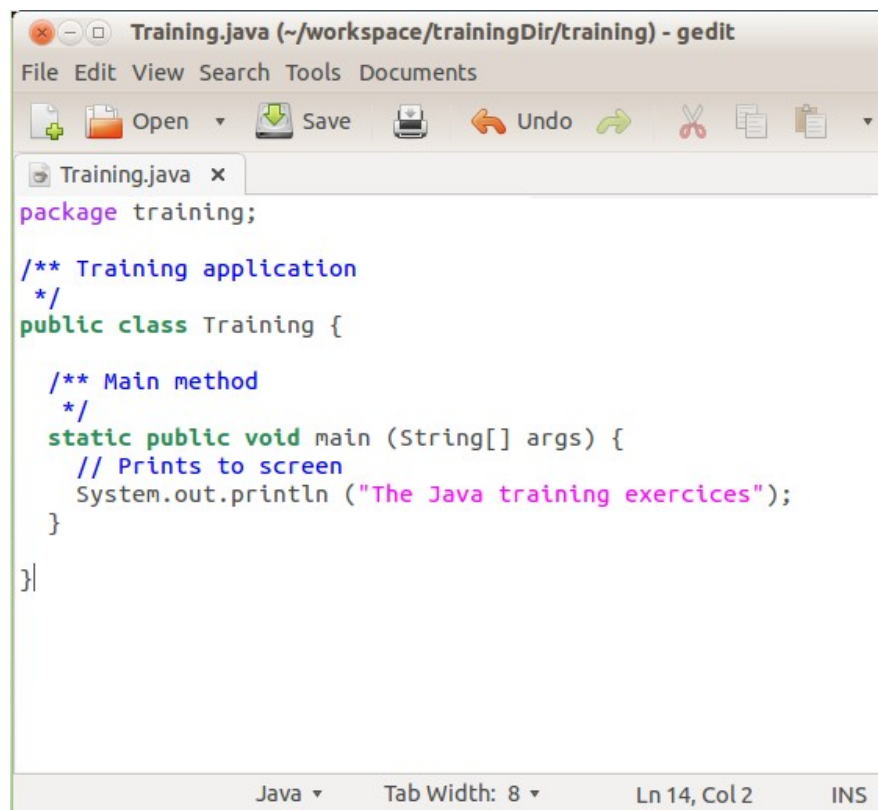 Training.java (~/workspace/trainingDir/training) - gedit
File Edit View Search Tools Documents
Open Save Undo
Training.java
package training;
/** Training application
 */
public class Training {
  /** Main method
   */
  static public void main (String[] args) {
    // Prints to screen
    System.out.println ("The Java training exercices");
  }
}
Java Tab Width: 8 Ln 14, Col 2 INS